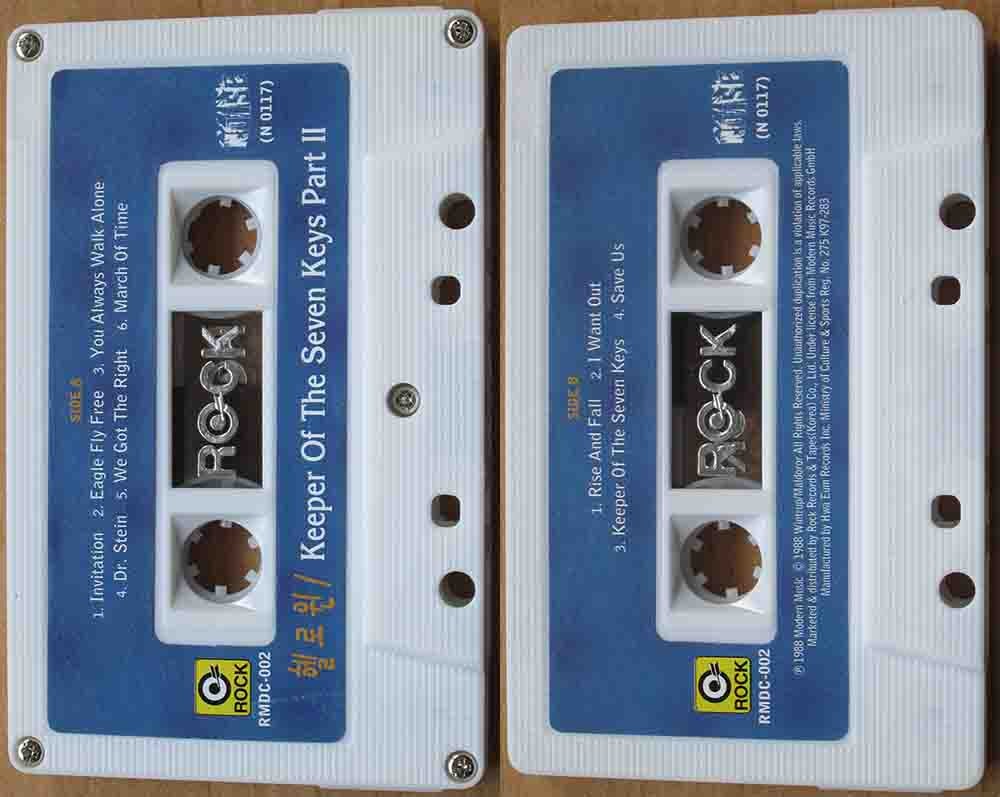 SIDE A
1. Invitation 2. Eagle Fly Free 3. You Always Walk Alone
4. Dr. Stein 5. We Got The Right 6. March Of Time
ROCK
ROCK
RMDC-002
(N 0117)
헬로윈/ Keeper Of The Seven Keys Part II
SIDE B
1. Rise And Fall 2. I Want Out
3. Keeper Of The Seven Keys 4. Save Us
ROCK
ROCK
RMDC-002
(N 0117)
℗ 1988 Modern Music © 1988 Wintrup/Maldoror All Rights Reserved. Unauthorized duplication is a violation of applicable laws.
Marketed & distributed by Rock Records & Tapes(Korea) Co., Ltd. Under license from Modern Music Records GmbH
Manufactured by Hwa Eum Records Inc. Ministry of Culture & Sports Reg. No. 275 K97-283